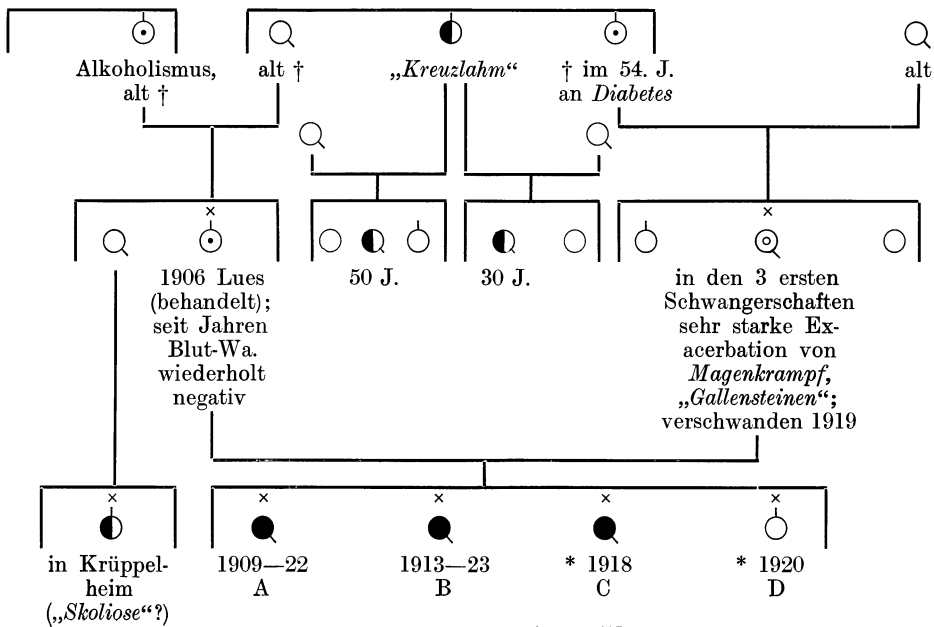 Alkoholismus,
alt †
alt †
„Kreuzlahm“
† im 54. J.
an Diabetes
alt
×
1906 Lues
(behandelt);
seit Jahren
Blut-Wa.
wiederholt
negativ
50 J.
30 J.
×
in den 3 ersten
Schwangerschaften
sehr starke Ex-
acerbation von
Magenkrampf,
„Gallensteinen“;
verschwanden 1919
×
in Krüppel-
heim
(„Skoliose“?)
×
1909—22
A
×
1913—23
B
×
* 1918
C
×
* 1920
D